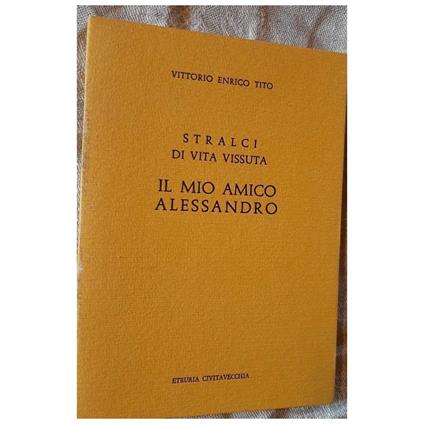 VITTORIO ENRICO TITO
STRALCI
DI VITA VISSUTA
IL MIO AMICO
ALESSANDRO
ETRURIA CIVITAVECCHIA